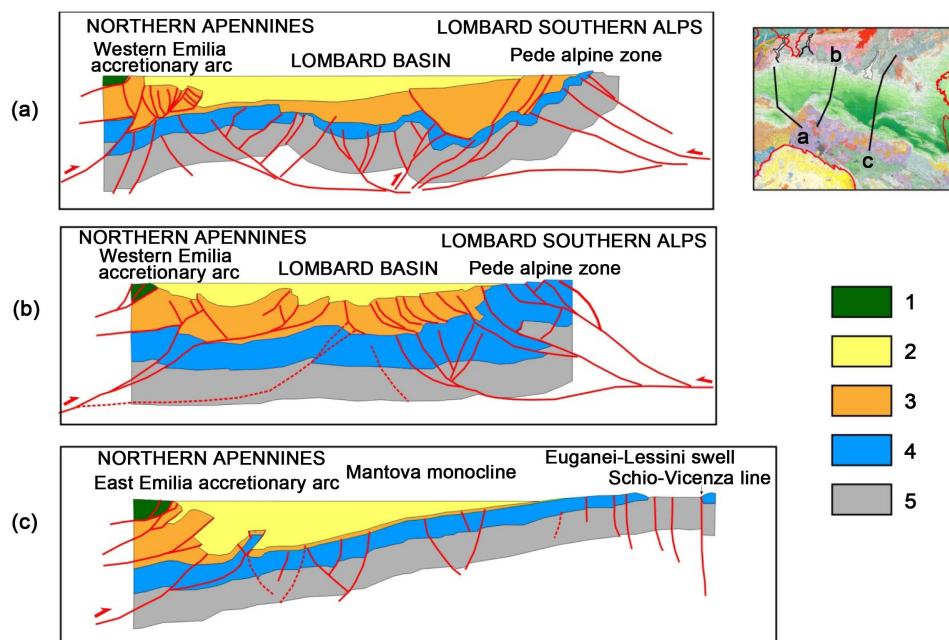 NORTHERN APENNINES
LOMBARD SOUTHERN ALPS
Western Emilia
accretionary arc
LOMBARD BASIN
Pede alpine zone
(a)
b
a
c
NORTHERN APENNINES
LOMBARD SOUTHERN ALPS
Western Emilia
accretionary arc
LOMBARD BASIN
Pede alpine zone
(b)
NORTHERN APENNINES
East Emilia accretionary arc
Mantova monocline
Euganei-Lessini swell
Schio-Vicenza line
(c)
1
2
3
4
5